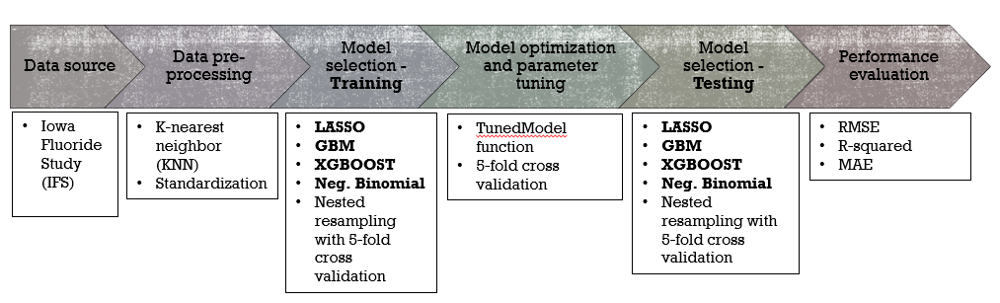 Data source
Data pre-
processing
Model
selection -
Training
Model optimization
and parameter
tuning
Model
selection -
Testing
Performance
evaluation
• Iowa
Fluoride
Study
(IFS)
• K-nearest
neighbor
(KNN)
• Standardization
• LASSO
• GBM
• XGBOOST
• Neg. Binomial
• Nested
resampling
with 5-fold
cross
validation
• TunedModel
function
• 5-fold cross
validation
• LASSO
• GBM
• XGBOOST
• Neg. Binomial
• Nested
resampling with
5-fold cross
validation
• RMSE
• R-squared
• MAE